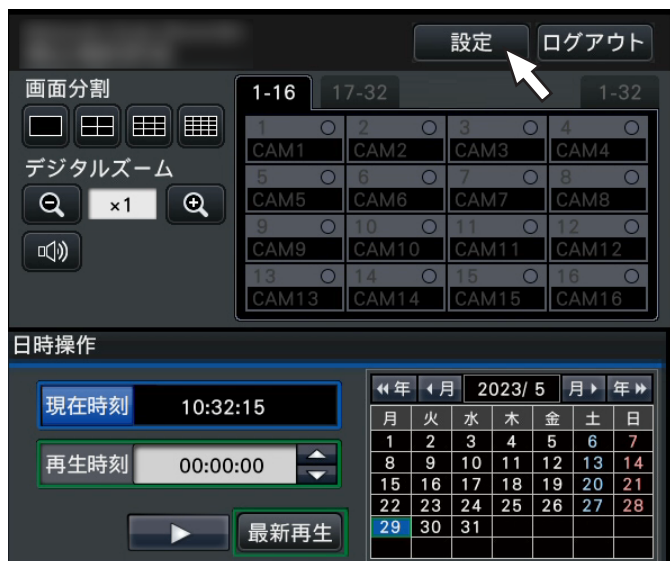 設定 ログアウト
画面分割
1-16 17-32 1-32
1 2 3 4
CAM1 CAM2 CAM3 CAM4
デジタルズーム
5 6 7 8
×1
CAM5 CAM6 CAM7 CAM8
9 10 11 12
CAM9 CAM10 CAM11 CAM12
13 14 15 16
CAM13 CAM14 CAM15 CAM16
日時操作
年 月 2023/ 5 月 年
現在時刻 10:32:15
月 火 水 木 金 土 日
1 2 3 4 5 6 7
再生時刻 00:00:00
8 9 10 11 12 13 14
15 16 17 18 19 20 21
22 23 24 25 26 27 28
最新再生
29 30 31